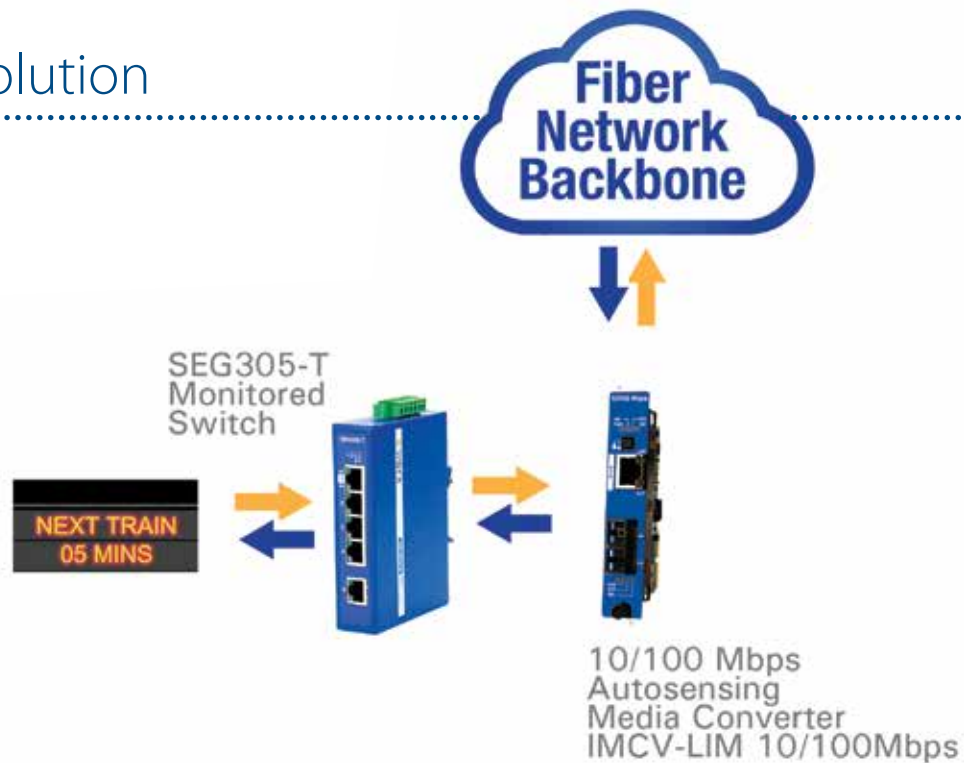 olution
Fiber
Network
Backbone
SEG305-T
Monitored
Switch
NEXT TRAIN
05 MINS
10/100 Mbps
Autosensing
Media Converter
IMCV-LIM 10/100Mbps